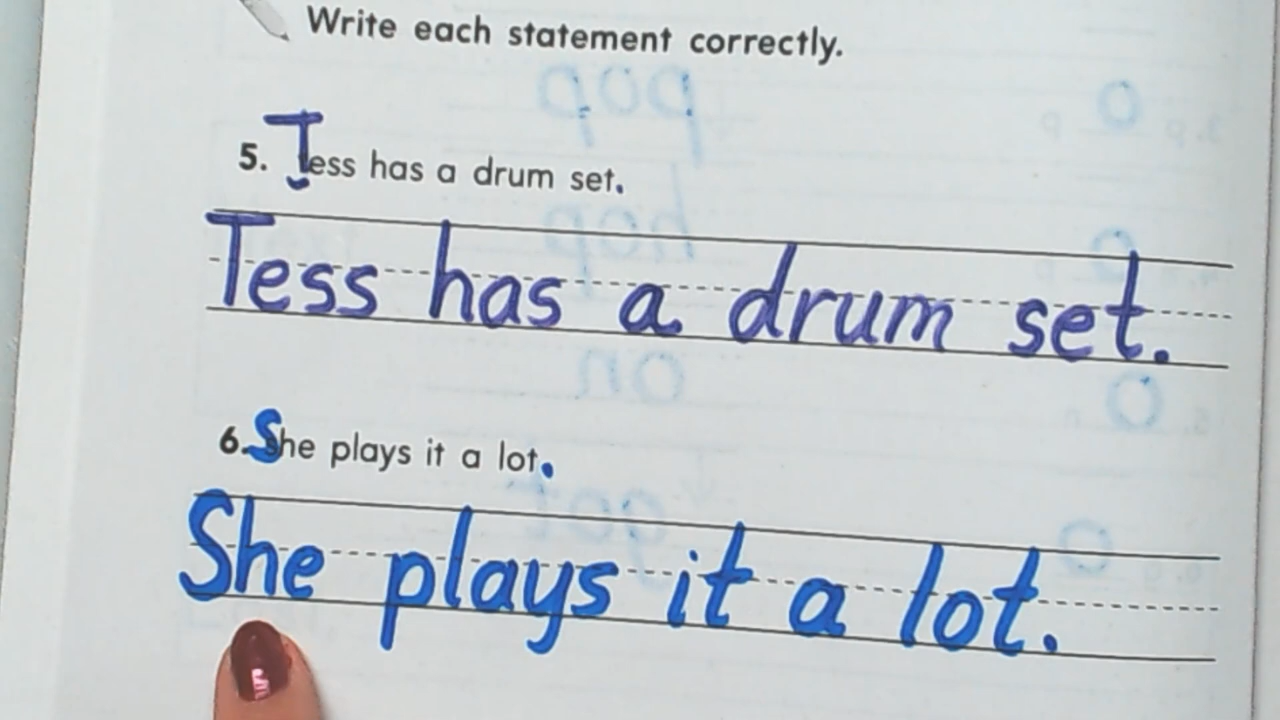 Write each statement correctly.
5. Tess has a drum set.
Tess has a drum set.
6. She plays it a lot.
She plays it a lot.